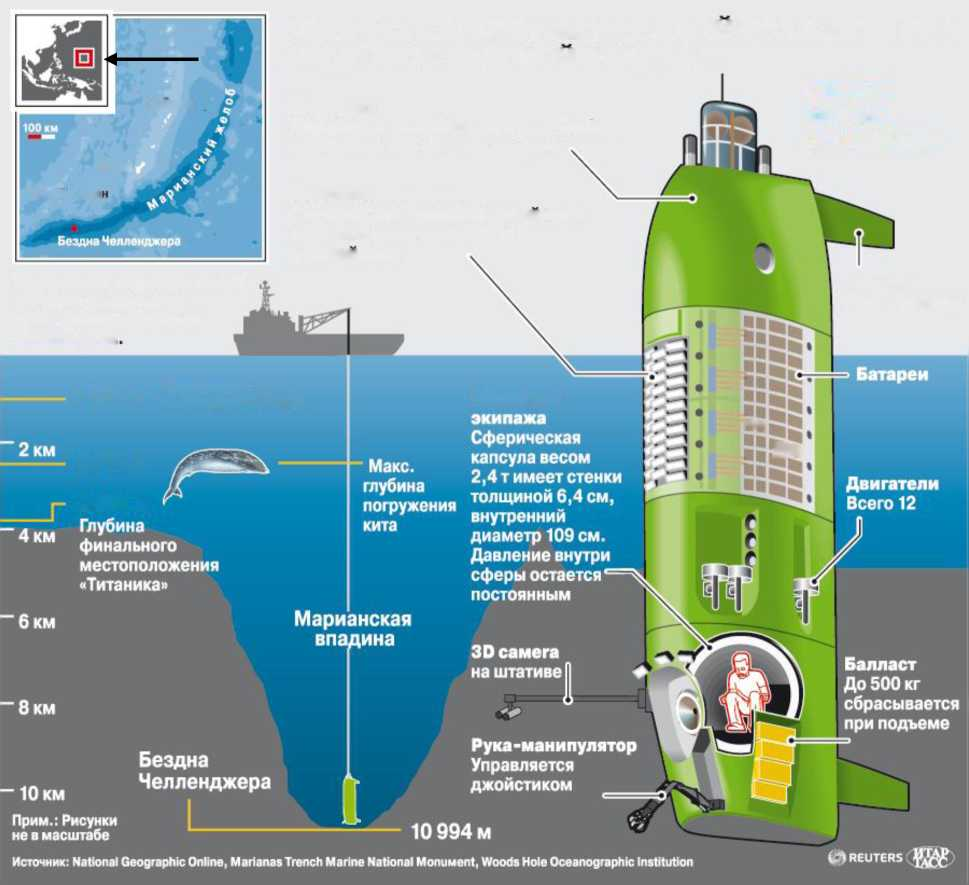 100 км
Марианский желоб
Н
Бездна Челленджера
2 км
4 км
6 км
8 км
10 км
Макс.
глубина
погружения
кита
Глубина
финального
местоположения
«Титаника»
Марианская
впадина
Бездна
Челленджера
10 994 м
Прим.: Рисунки
не в масштабе
экипажа
Сферическая
капсула весом
2,4 т имеет стенки
толщиной 6,4 см,
внутренний
диаметр 109 см.
Давление внутри
сферы остается
постоянным
3D camera
на штативе
Рука-манипулятор
Управляется
джойстиком
Батареи
Двигатели
Всего 12
Балласт
До 500 кг
сбрасывается
при подъеме
Источник: National Geographic Online, Marianas Trench Marine National Monument, Woods Hole Oceanographic Institution
REUTERS
ИТАР
ТАСС